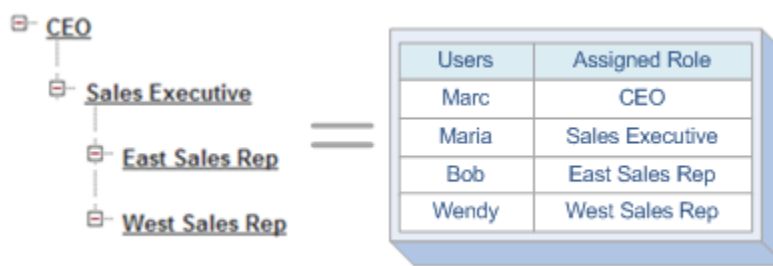 CEO
Sales Executive
East Sales Rep
West Sales Rep
Users Assigned Role
Marc CEO
Maria Sales Executive
Bob East Sales Rep
Wendy West Sales Rep